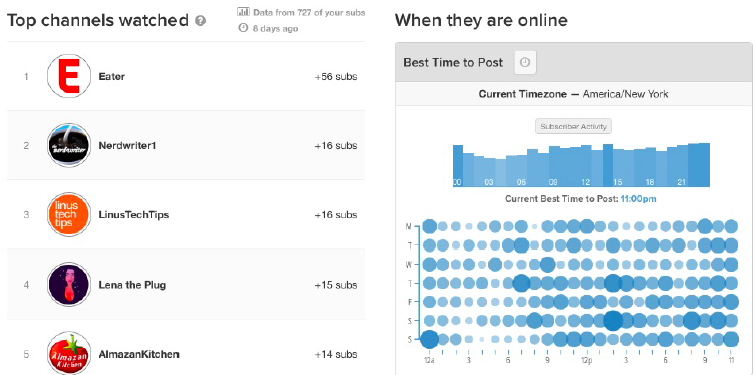 Top channels watched ?
Data from 727 of your subs
8 days ago
1 E Eater +56 subs
2 the nerdwriter Nerdwriter1 +16 subs
3 linus tech tips LinusTechTips +16 subs
4 Lena the Plug +15 subs
5 Almazan Kitchen AlmazanKitchen +14 subs
When they are online
Best Time to Post
Current Timezone — America/New York
Subscriber Activity
00 03 06 09 12 15 18 21
Current Best Time to Post: 11:00pm
M
T
W
T
F
S
S
12a 3 6 9 12p 3 6 9 11